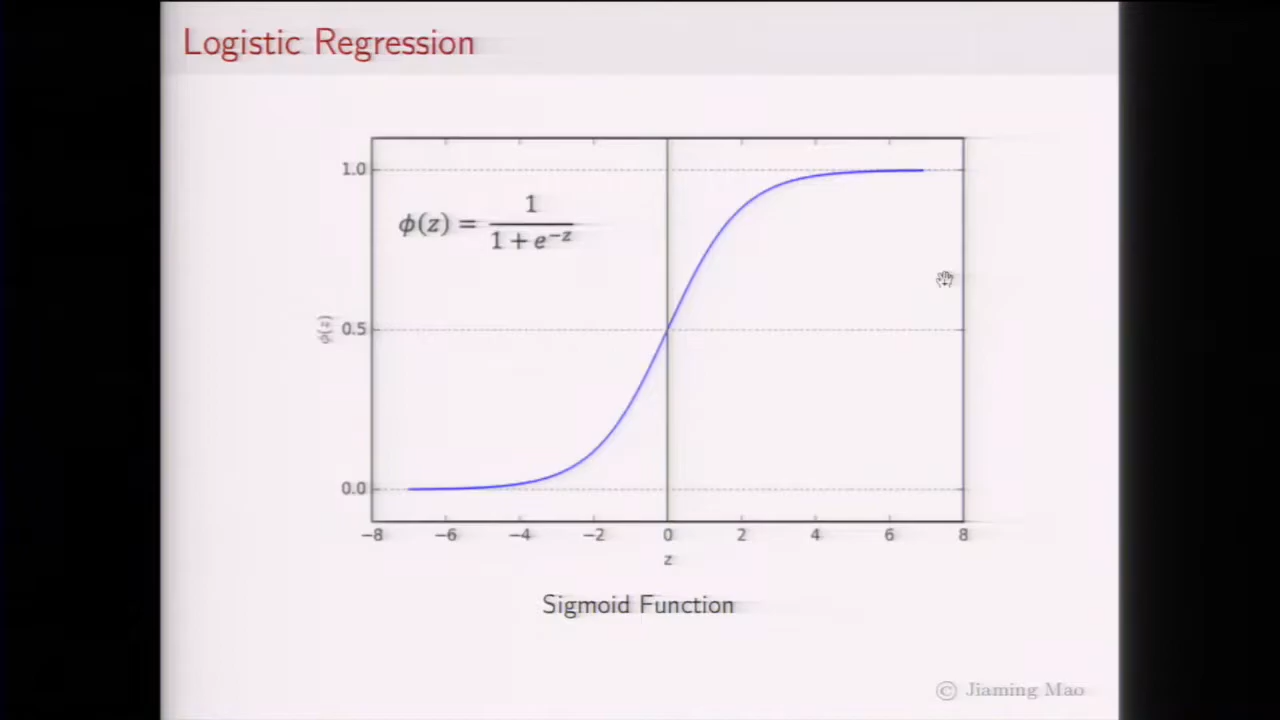 Logistic Regression
1.0
ϕ(z) = 1 / (1 + e^{−z})
ϕ(z)
0.5
0.0
−8 −6 −4 −2 0 2 4 6 8
z
Sigmoid Function
© Jiaming Mao